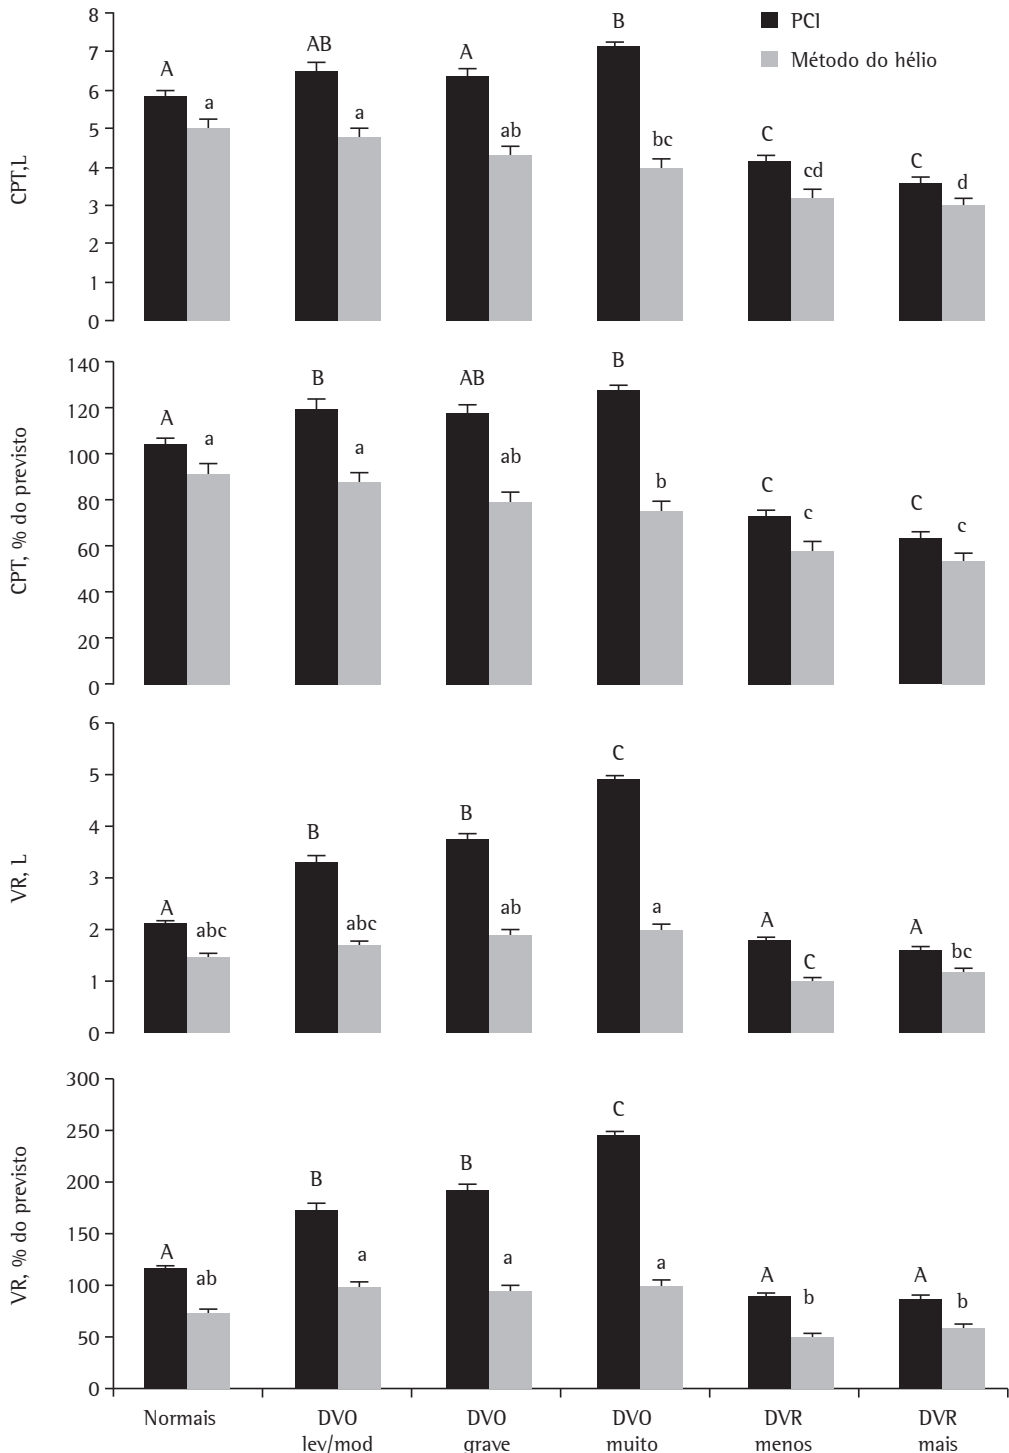 PCI
Método do hélio
CPT,L
8
7
6
5
4
3
2
1
0
A
a
AB
a
A
ab
B
bc
C
cd
C
d
CPT, % do previsto
140
120
100
80
60
40
20
0
A
a
B
a
AB
ab
B
b
C
c
C
c
VR, L
6
5
4
3
2
1
0
A
abc
B
abc
B
ab
C
a
A
C
A
bc
VR, % do previsto
300
250
200
150
100
50
0
A
ab
B
a
B
a
C
a
A
b
A
b
Normais
DVO
lev/mod
DVO
grave
DVO
muito
DVR
menos
DVR
mais